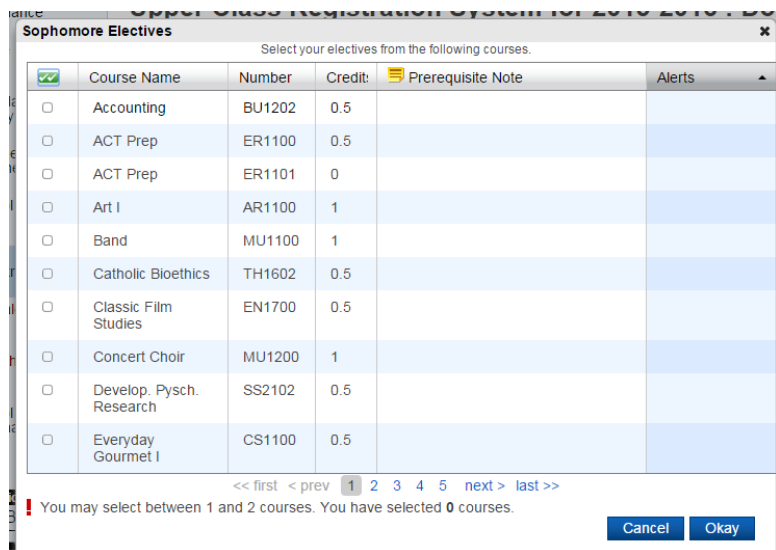 Sophomore Electives
Select your electives from the following courses.
Course Name Number Credit Prerequisite Note Alerts
Accounting BU1202 0.5
ACT Prep ER1100 0.5
ACT Prep ER1101 0
Art I AR1100 1
Band MU1100 1
Catholic Bioethics TH1602 0.5
Classic Film EN1700 0.5
Studies
Concert Choir MU1200 1
Develop. Pysch. SS2102 0.5
Research
Everyday CS1100 0.5
Gourmet I
<< first < prev 1 2 3 4 5 next > last >>
You may select between 1 and 2 courses. You have selected 0 courses.
Cancel Okay